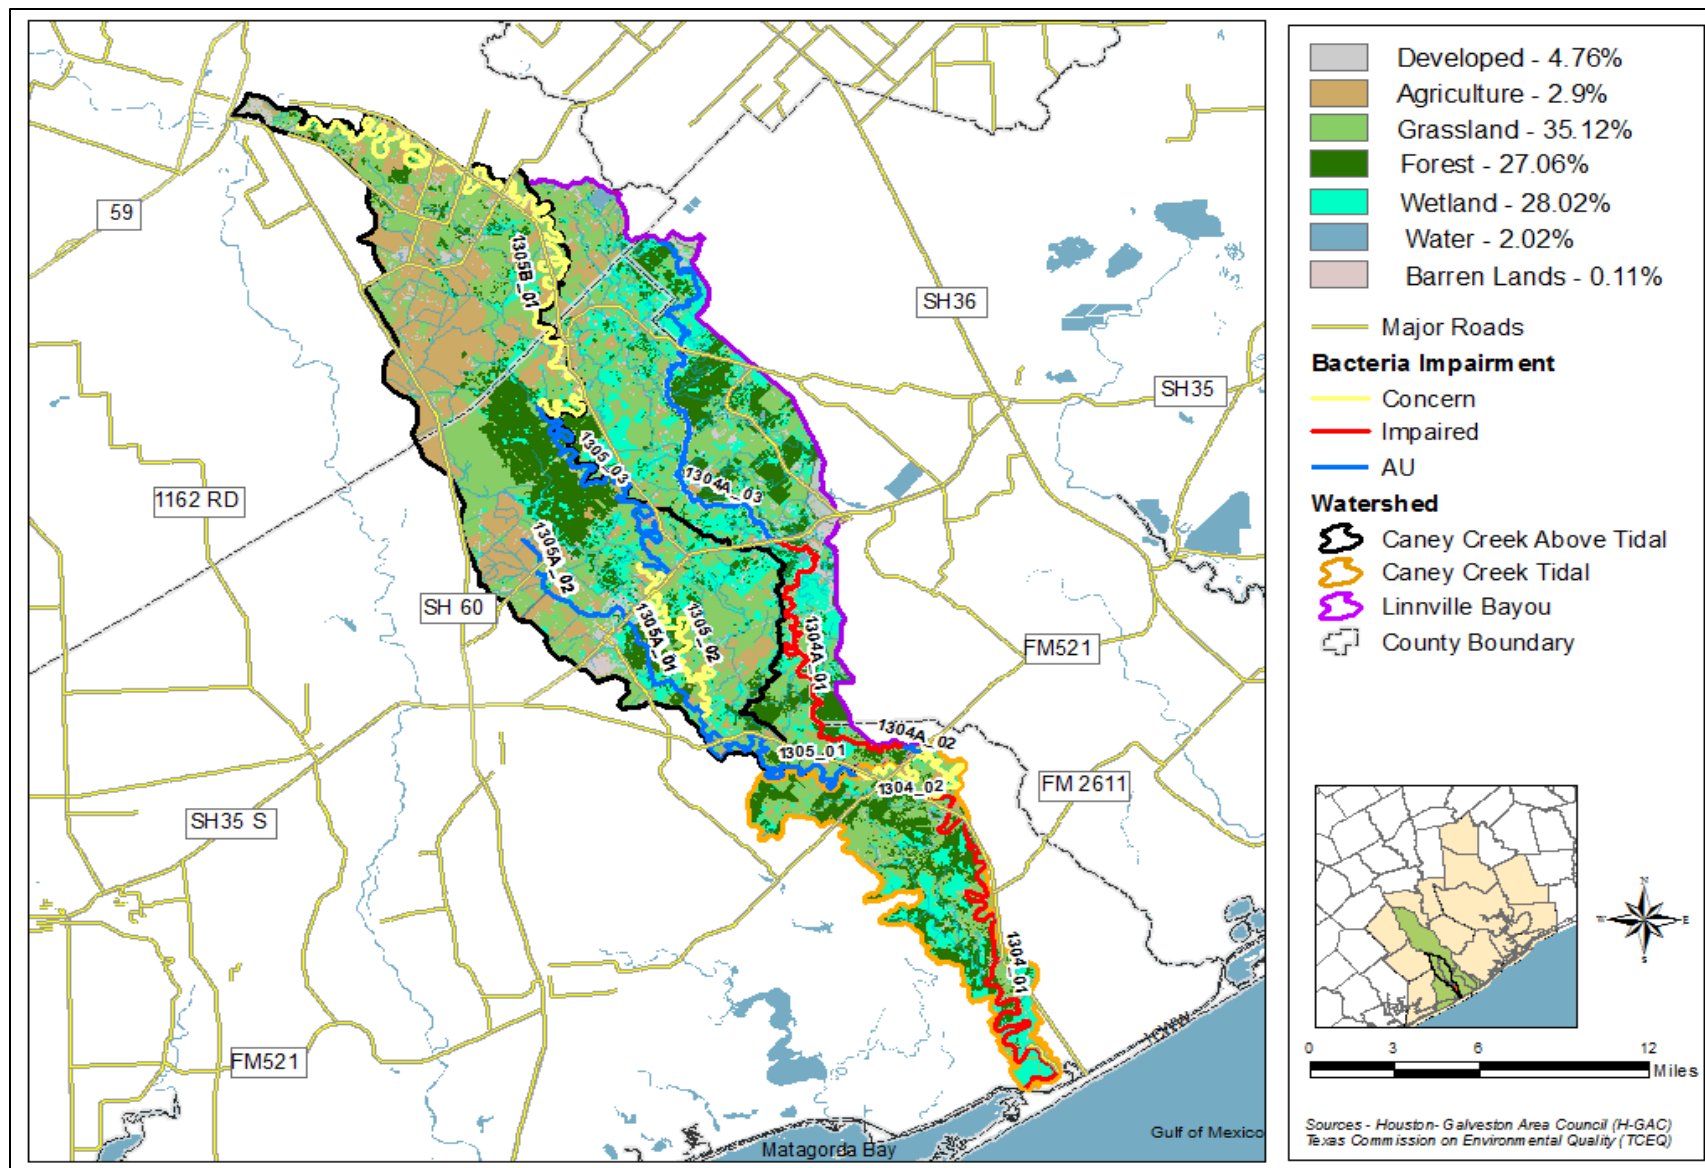 59
SH36
SH35
1162 RD
SH 60
FM521
FM 2611
SH35 S
FM521
1305B_01
1305_03
1304A_03
1305A_02
1305A_01
1305_02
1304A_01
1304A_02
1305_01
1304_02
1304_01
Matagorda Bay
Gulf of Mexico
Developed - 4.76%
Agriculture - 2.9%
Grassland - 35.12%
Forest - 27.06%
Wetland - 28.02%
Water - 2.02%
Barren Lands - 0.11%
Major Roads
Bacteria Impairment
Concern
Impaired
AU
Watershed
Caney Creek Above Tidal
Caney Creek Tidal
Linnville Bayou
County Boundary
N
W
E
S
0 3 6 12
Miles
Sources - Houston- Galveston Area Council (H-GAC)
Texas Commission on Environmental Quality (TCEQ)